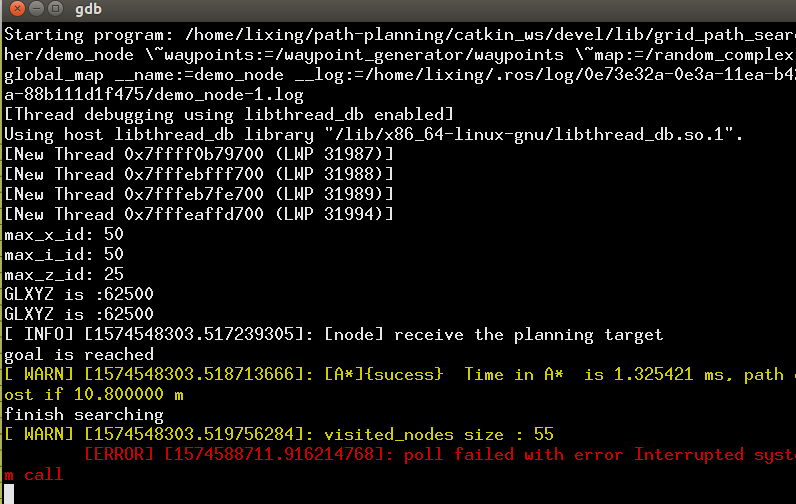 gdb
Starting program: /home/lixing/path-planning/catkin_ws/devel/lib/grid_path_sear
her/demo_node \~waypoints:=/waypoint_generator/waypoints \~map:=/random_complex
global_map __name:=demo_node __log:=/home/lixing/.ros/log/0e73e32a-0e3a-11ea-b42
a-88b111d1f475/demo_node-1.log
[Thread debugging using libthread_db enabled]
Using host libthread_db library "/lib/x86_64-linux-gnu/libthread_db.so.1".
[New Thread 0x7ffff0b79700 (LWP 31987)]
[New Thread 0x7fffebfff700 (LWP 31988)]
[New Thread 0x7fffeb7fe700 (LWP 31989)]
[New Thread 0x7fffeaffd700 (LWP 31994)]
max_x_id: 50
max_i_id: 50
max_z_id: 25
GLXYZ is :62500
GLXYZ is :62500
[ INFO] [1574548303.517239305]: [node] receive the planning target
goal is reached
[ WARN] [1574548303.518713666]: [A*]{sucess}  Time in A*  is 1.325421 ms, path
ost if 10.800000 m
finish searching
[ WARN] [1574548303.519756284]: visited_nodes size : 55
[ERROR] [1574588711.916214768]: poll failed with error Interrupted syst
m call